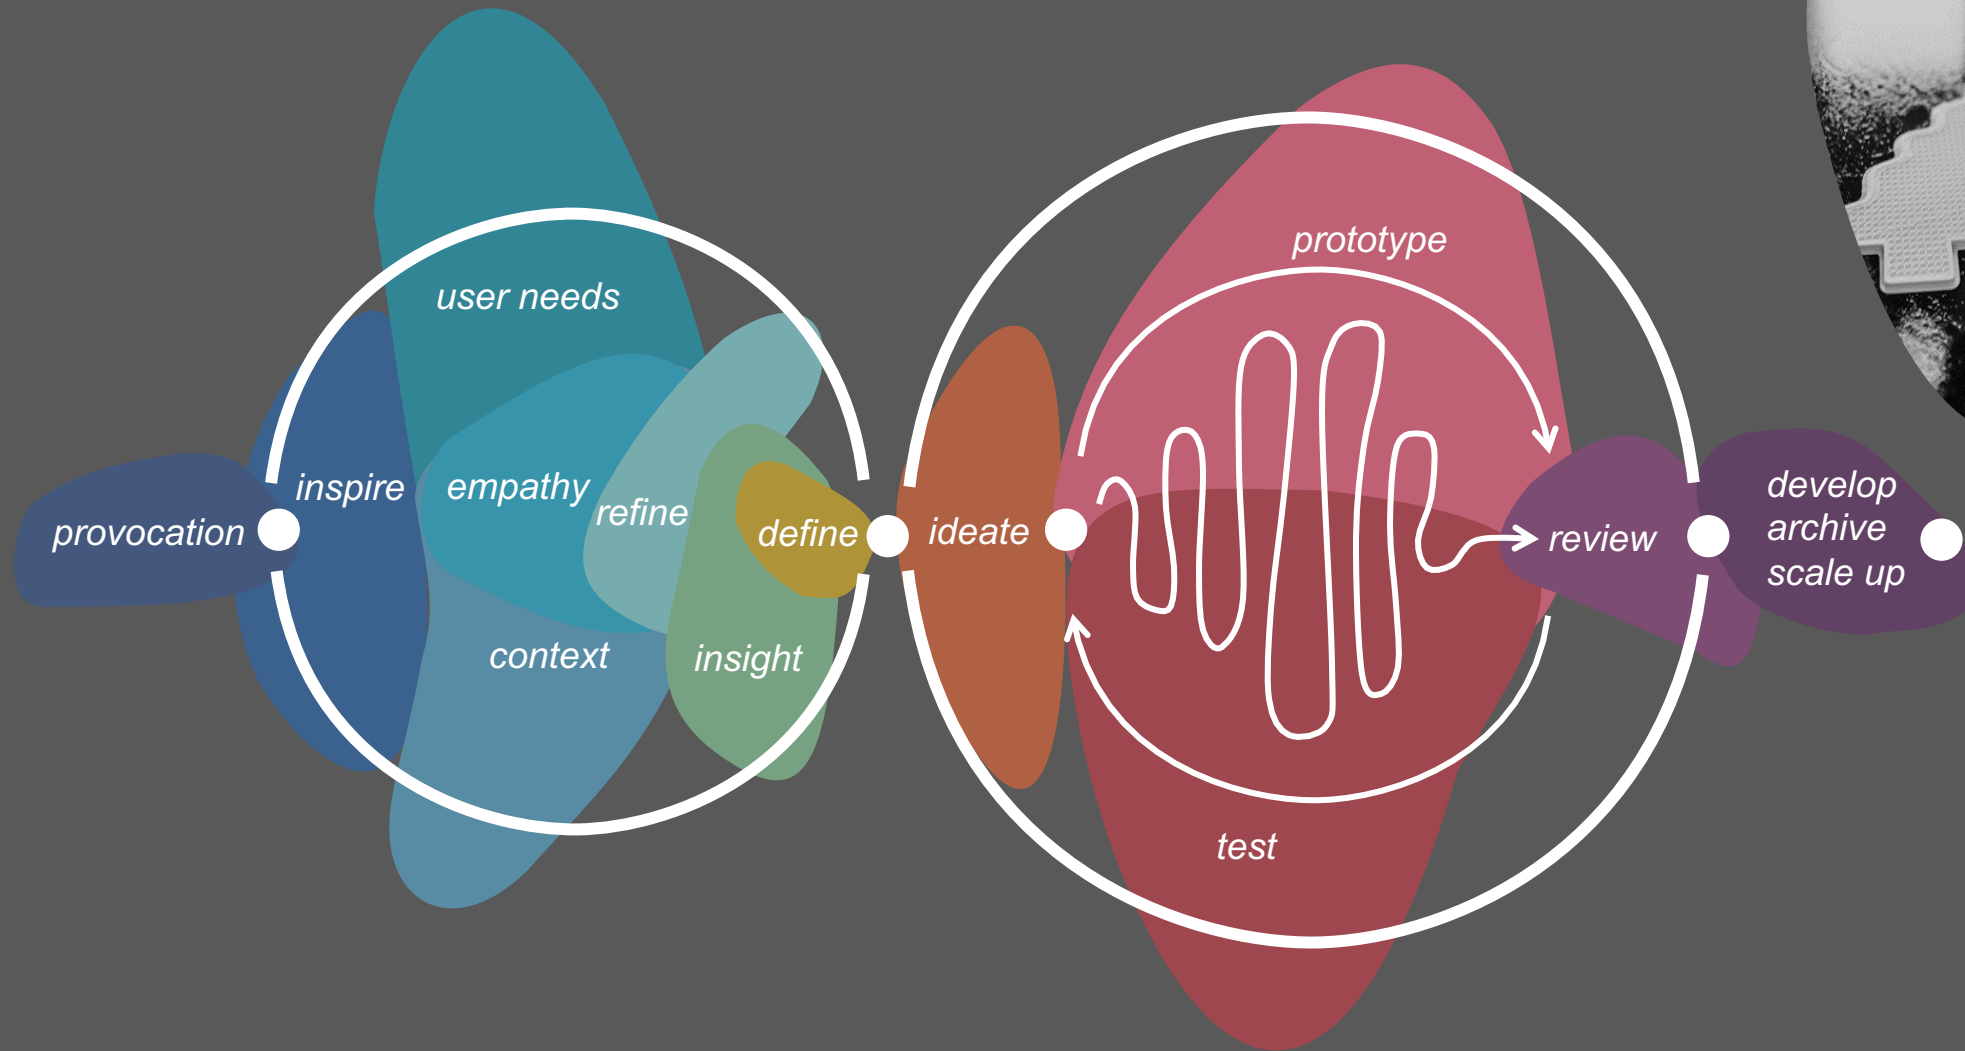 provocation
inspire
user needs
empathy
context
refine
insight
define
ideate
prototype
test
review
develop
archive
scale up